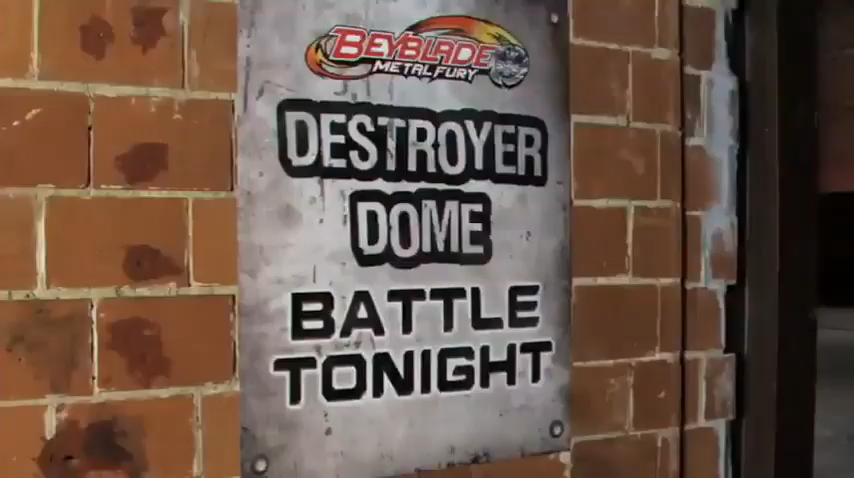 BEYBLADE
METAL FURY
DESTROYER
DOME
BATTLE
TONIGHT